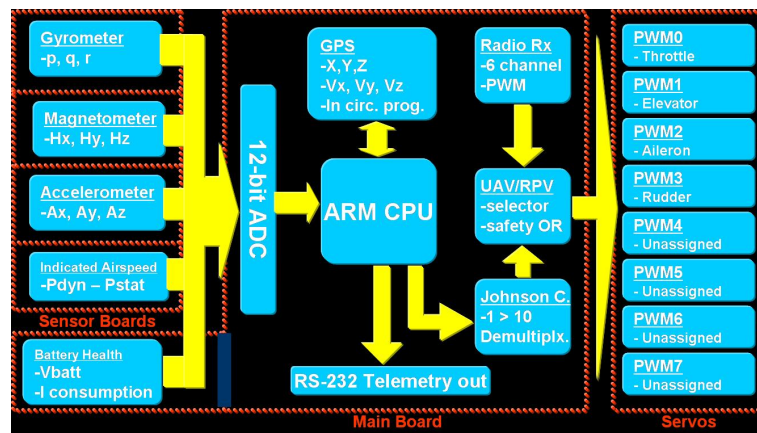 Gyrometer
-p, q, r
Magnetometer
-Hx, Hy, Hz
Accelerometer
-Ax, Ay, Az
Indicated Airspeed
-Pdyn – Pstat
Sensor Boards
Battery Health
-Vbatt
-I consumption
12-bit ADC
GPS
-X,Y,Z
-Vx, Vy, Vz
-In circ. prog.
ARM CPU
RS-232 Telemetry out
Radio Rx
-6 channel
-PWM
UAV/RPV
-selector
-safety OR
Johnson C.
-1 > 10
Demultiplx.
Main Board
PWM0
- Throttle
PWM1
- Elevator
PWM2
- Aileron
PWM3
- Rudder
PWM4
- Unassigned
PWM5
- Unassigned
PWM6
- Unassigned
PWM7
- Unassigned
Servos